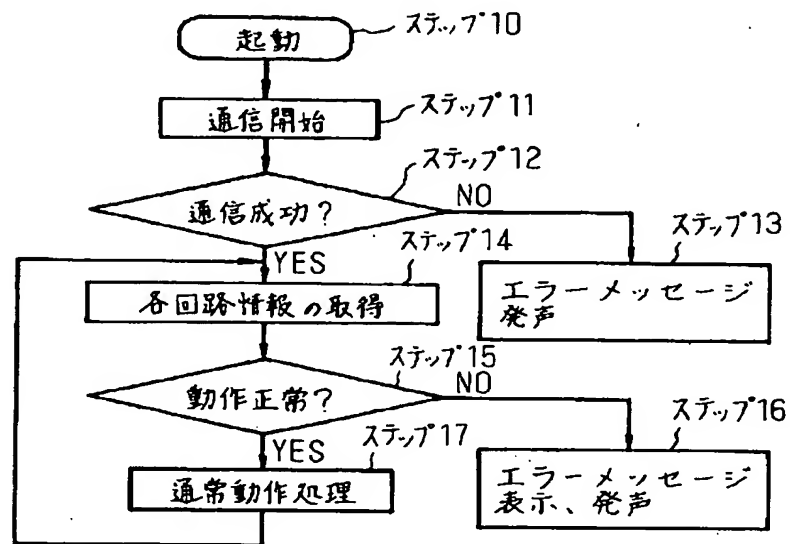 起動
ステップ10
通信開始
ステップ11
通信成功?
ステップ12
NO
YES
ステップ13
エラーメッセージ
発声
ステップ14
各回路情報の取得
動作正常?
ステップ15
NO
YES
ステップ16
エラーメッセージ
表示、発声
ステップ17
通常動作処理